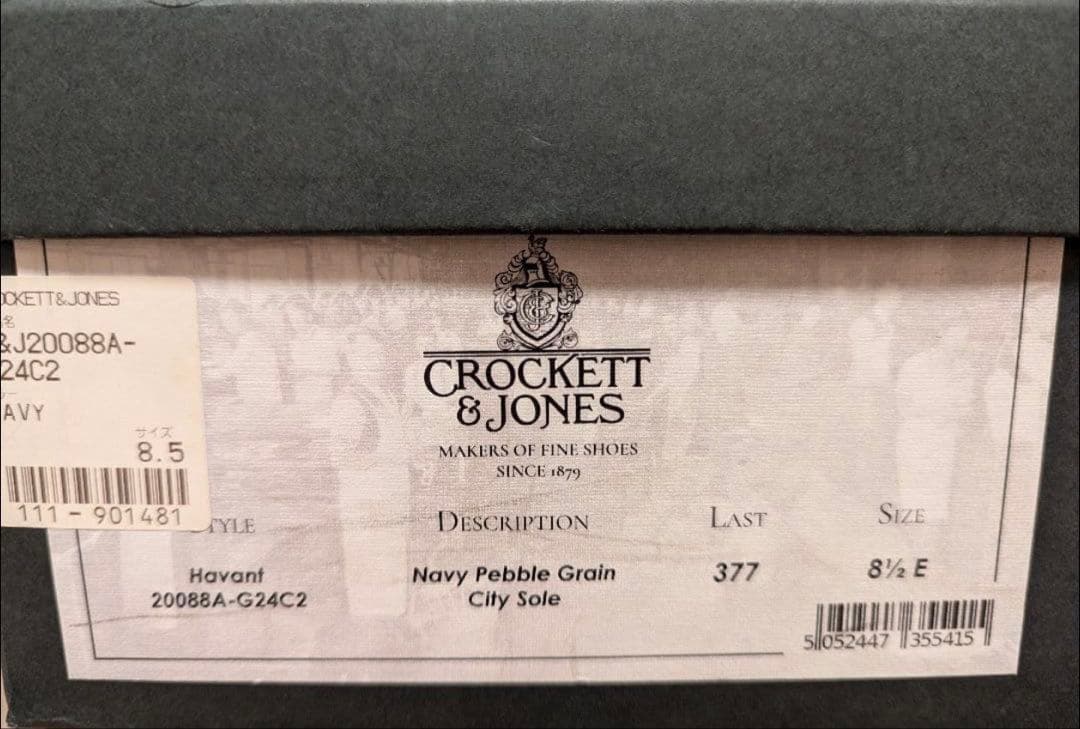 OCKETT&JONES
名
&J20088A-
24C2
AVY
サイズ
8.5
111-901481
CROCKETT
& JONES
MAKERS OF FINE SHOES
SINCE 1879
TYLE
DESCRIPTION
LAST
SIZE
Havant
20088A-G24C2
Navy Pebble Grain
City Sole
377
8½ E
5 052447 355415